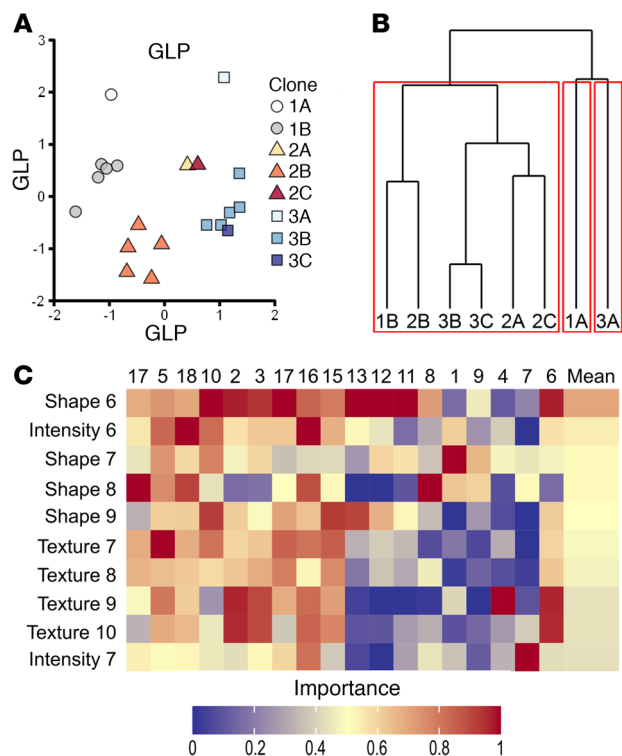 A
GLP
3
2
1
0
-1
-2
GLP
-2 -1 0 1 2
GLP
Clone
1A
1B
2A
2B
2C
3A
3B
3C
B
1B 2B 3B 3C 2A 2C 1A 3A
C
17 5 18 10 2 3 17 16 15 13 12 11 8 1 9 4 7 6 Mean
Shape 6
Intensity 6
Shape 7
Shape 8
Shape 9
Texture 7
Texture 8
Texture 9
Texture 10
Intensity 7
Importance
0 0.2 0.4 0.6 0.8 1